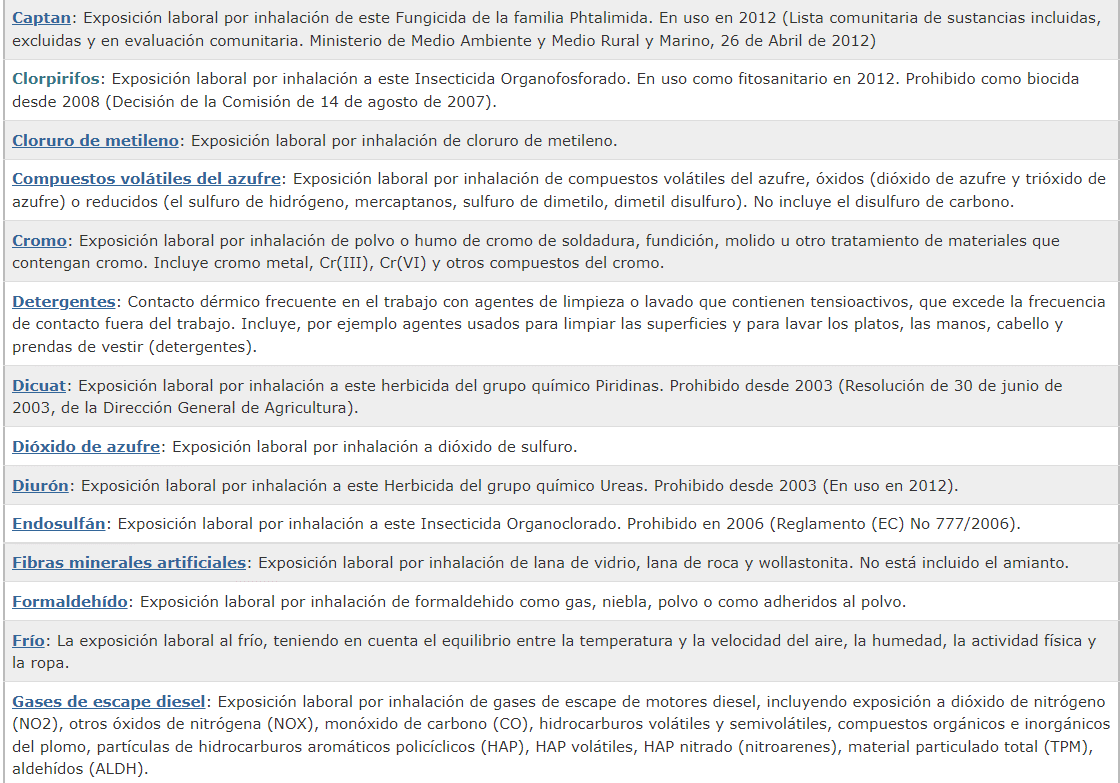 Captan: Exposición laboral por inhalación de este Fungicida de la familia Phtalimida. En uso en 2012 (Lista comunitaria de sustancias incluidas,
excluidas y en evaluación comunitaria. Ministerio de Medio Ambiente y Medio Rural y Marino, 26 de Abril de 2012)
Clorpirifos: Exposición laboral por inhalación a este Insecticida Organofosforado. En uso como fitosanitario en 2012. Prohibido como biocida
desde 2008 (Decisión de la Comisión de 14 de agosto de 2007).
Cloruro de metileno: Exposición laboral por inhalación de cloruro de metileno.
Compuestos volátiles del azufre: Exposición laboral por inhalación de compuestos volátiles del azufre, óxidos (dióxido de azufre y trióxido de
azufre) o reducidos (el sulfuro de hidrógeno, mercaptanos, sulfuro de dimetilo, dimetil disulfuro). No incluye el disulfuro de carbono.
Cromo: Exposición laboral por inhalación de polvo o humo de cromo de soldadura, fundición, molido u otro tratamiento de materiales que
contengan cromo. Incluye cromo metal, Cr(III), Cr(VI) y otros compuestos del cromo.
Detergentes: Contacto dérmico frecuente en el trabajo con agentes de limpieza o lavado que contienen tensioactivos, que excede la frecuencia
de contacto fuera del trabajo. Incluye, por ejemplo agentes usados para limpiar las superficies y para lavar los platos, las manos, cabello y
prendas de vestir (detergentes).
Dicuat: Exposición laboral por inhalación a este herbicida del grupo químico Piridinas. Prohibido desde 2003 (Resolución de 30 de junio de
2003, de la Dirección General de Agricultura).
Dióxido de azufre: Exposición laboral por inhalación a dióxido de sulfuro.
Diurón: Exposición laboral por inhalación a este Herbicida del grupo químico Ureas. Prohibido desde 2003 (En uso en 2012).
Endosulfán: Exposición laboral por inhalación a este Insecticida Organoclorado. Prohibido en 2006 (Reglamento (EC) No 777/2006).
Fibras minerales artificiales: Exposición laboral por inhalación de lana de vidrio, lana de roca y wollastonita. No está incluido el amianto.
Formaldehído: Exposición laboral por inhalación de formaldehido como gas, niebla, polvo o como adheridos al polvo.
Frío: La exposición laboral al frío, teniendo en cuenta el equilibrio entre la temperatura y la velocidad del aire, la humedad, la actividad física y
la ropa.
Gases de escape diesel: Exposición laboral por inhalación de gases de escape de motores diesel, incluyendo exposición a dióxido de nitrógeno
(NO2), otros óxidos de nitrógena (NOX), monóxido de carbono (CO), hidrocarburos volátiles y semivolátiles, compuestos orgánicos e inorgánicos
del plomo, partículas de hidrocarburos aromáticos policíclicos (HAP), HAP volátiles, HAP nitrado (nitroarenes), material particulado total (TPM),
aldehídos (ALDH).